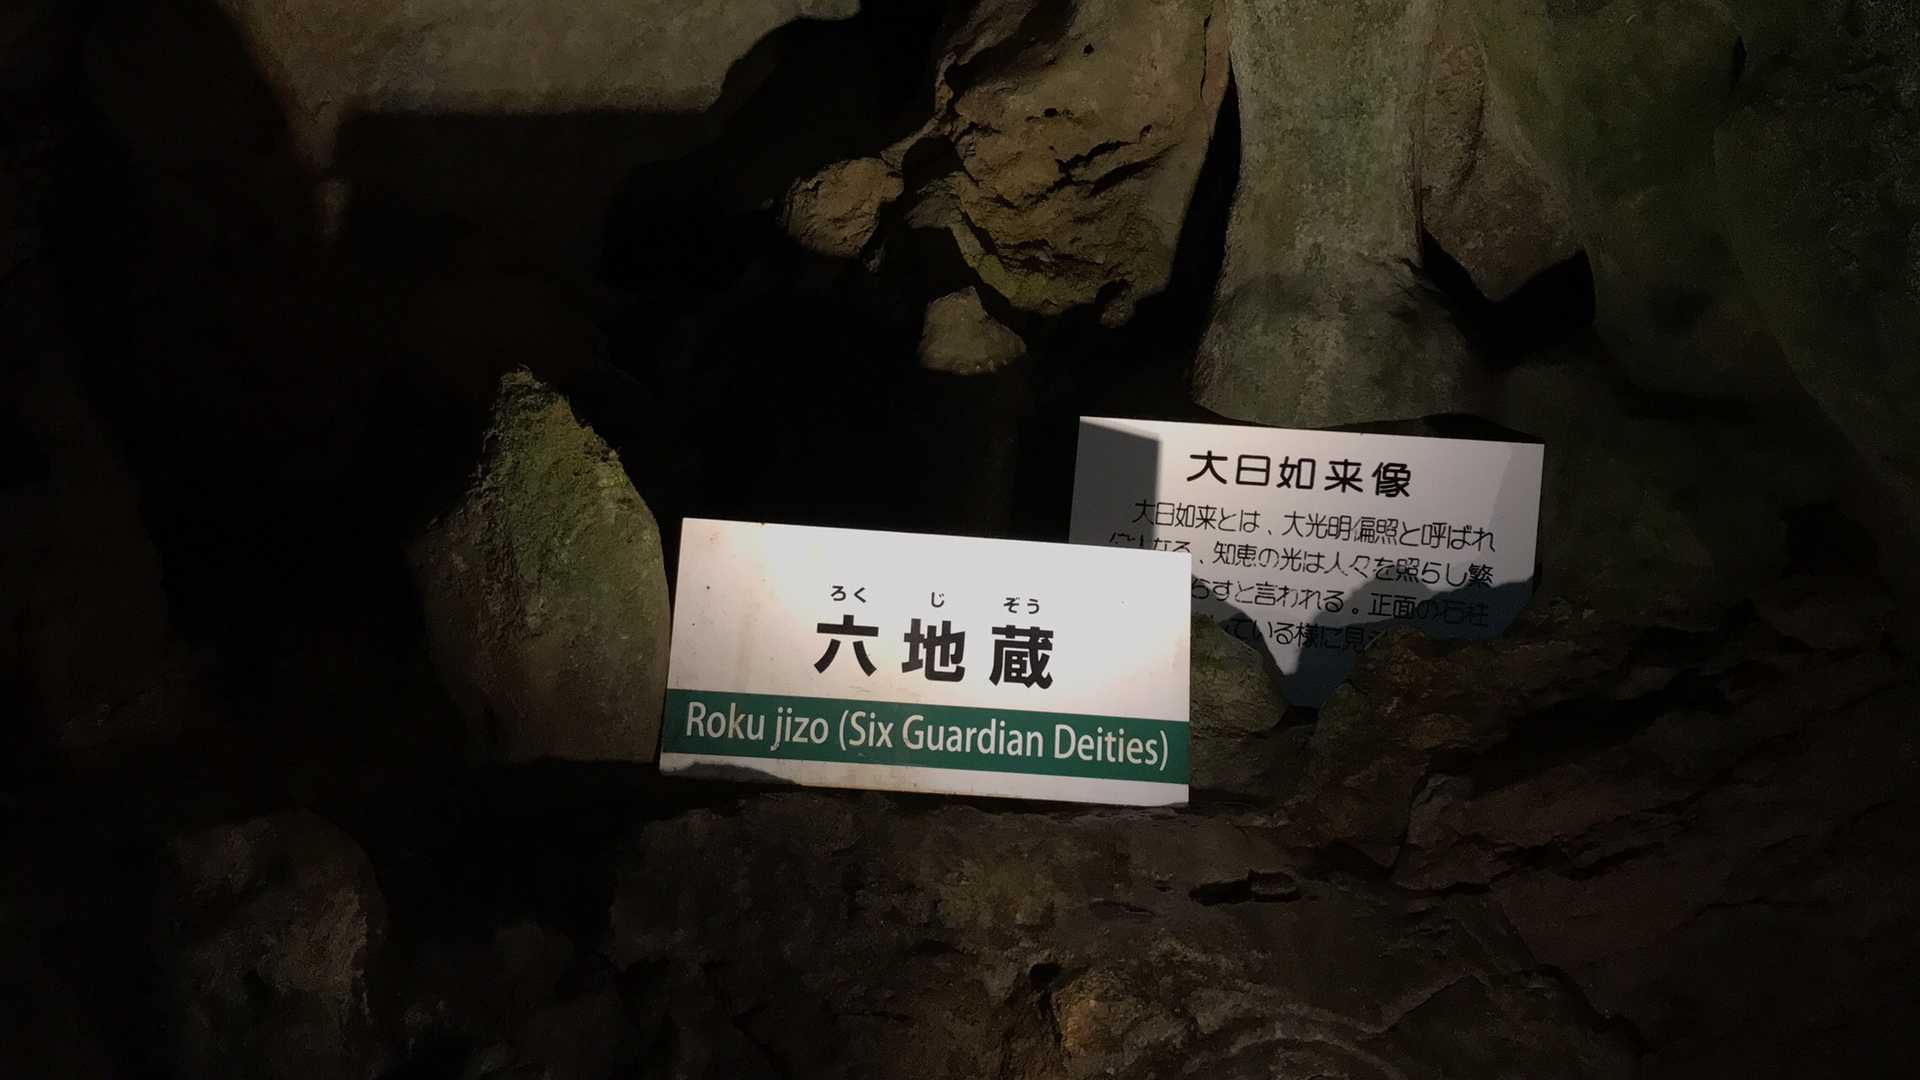 ろく じ ぞう
六地蔵
Roku jizo (Six Guardian Deities)
大日如来像
大日如来とは、大光明偏照と呼ばれ
なる、知恵の光は人々を照らし繁
らすと言われる。正面の石柱
ている様に見え